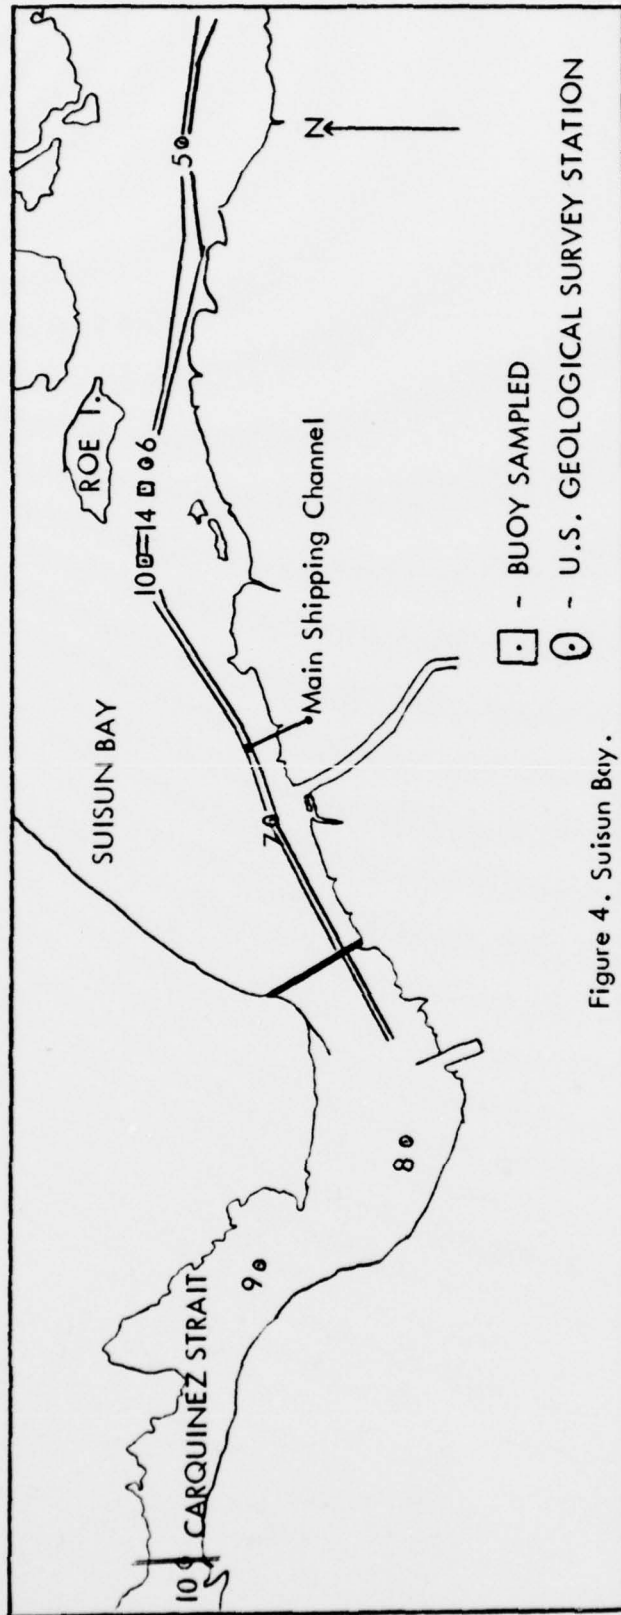 SUISUN BAY
ROE I.
10 14 6
5
N
7
Main Shipping Channel
8
9
10 CARQUINEZ STRAIT
- BUOY SAMPLED
- U.S. GEOLOGICAL SURVEY STATION
Figure 4. Suisun Bay.